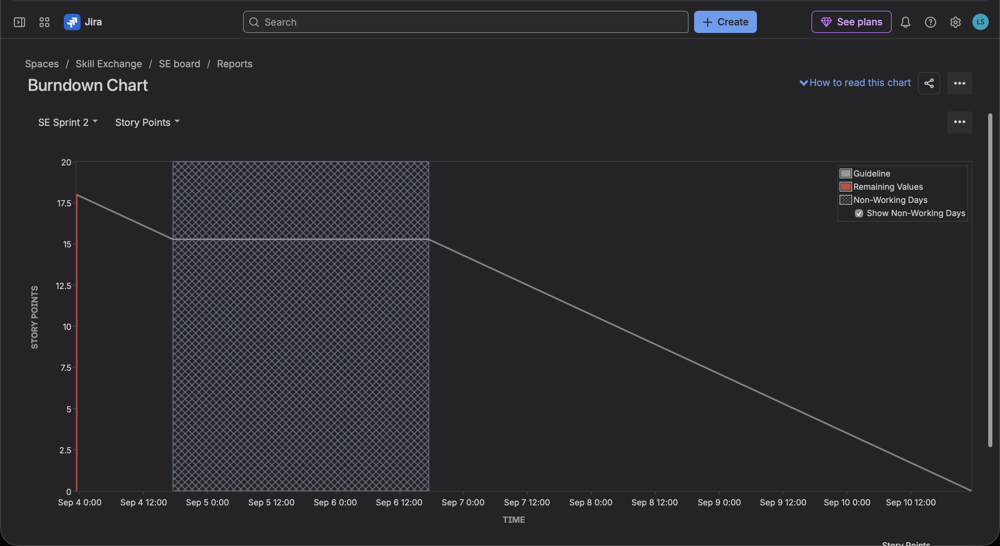 Jira
Search
Create
See plans
LS
Spaces / Skill Exchange / SE board / Reports
Burndown Chart
How to read this chart
SE Sprint 2
Story Points
Guideline
Remaining Values
Non-Working Days
Show Non-Working Days
STORY POINTS
20
17.5
15
12.5
10
7.5
5
2.5
0
Sep 4 0:00
Sep 4 12:00
Sep 5 0:00
Sep 5 12:00
Sep 6 0:00
Sep 6 12:00
Sep 7 0:00
Sep 7 12:00
Sep 8 0:00
Sep 8 12:00
Sep 9 0:00
Sep 9 12:00
Sep 10 0:00
Sep 10 12:00
TIME
Story Points